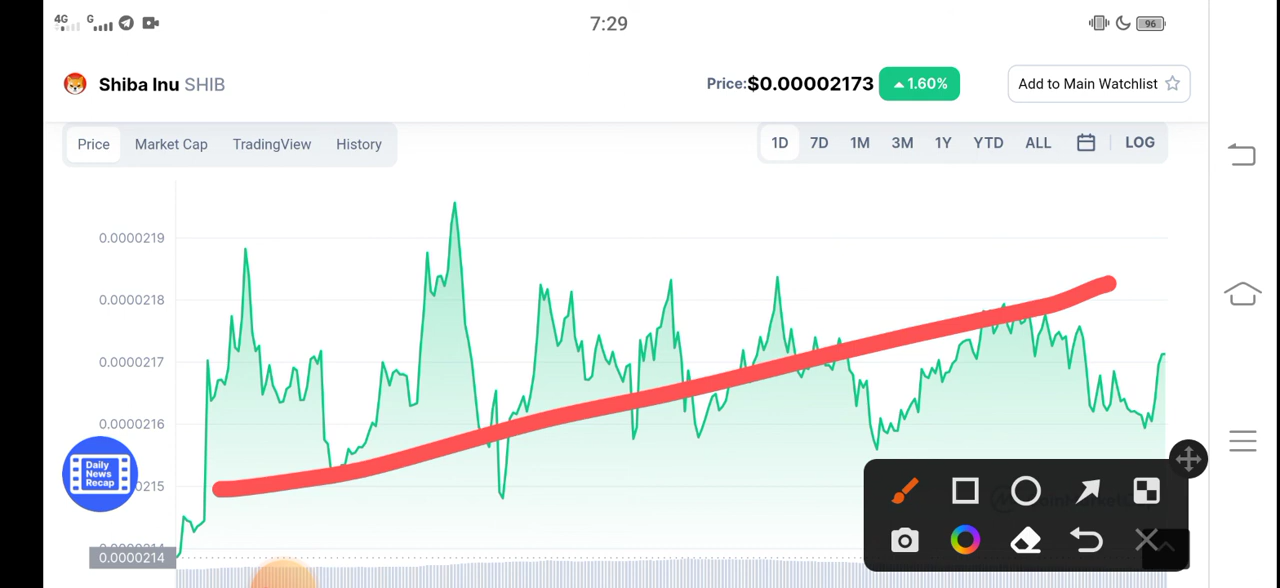 4G G 7:29 96
Shiba Inu SHIB Price:$0.00002173 1.60% Add to Main Watchlist
Price Market Cap TradingView History 1D 7D 1M 3M 1Y YTD ALL LOG
0.0000219
0.0000218
0.0000217
0.0000216
Daily
News
Recap
0.0000214